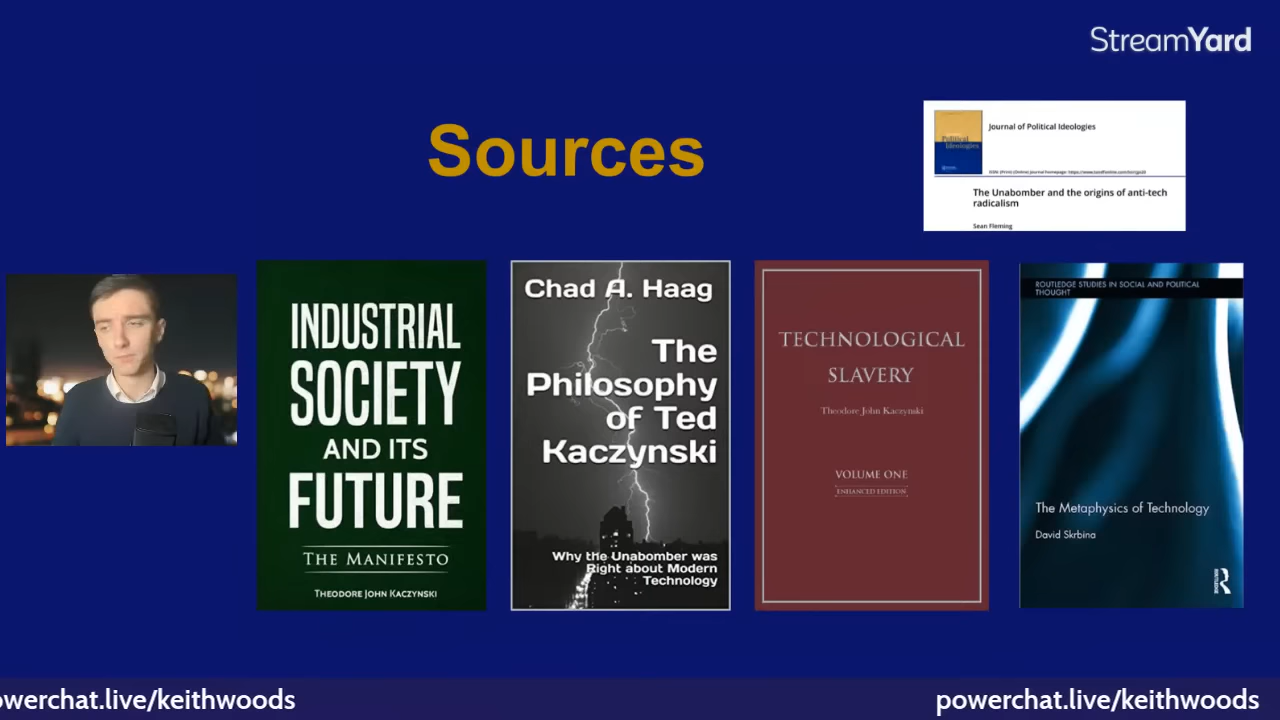 StreamYard
Sources
Journal of Political Ideologies
The Unabomber and the origins of anti-tech
radicalism
Sean Fleming
INDUSTRIAL
SOCIETY
AND ITS
FUTURE
THE MANIFESTO
THEODORE JOHN KACZYNSKI
Chad A. Haag
The
Philosophy
of Ted
Kaczynski
Why the Unabomber was
Right about Modern
Technology
TECHNOLOGICAL
SLAVERY
Theodore John Kaczynski
VOLUME ONE
ENHANCED EDITION
ROUTLEDGE STUDIES IN SOCIAL AND POLITICAL
THOUGHT
The Metaphysics of Technology
David Skrbina
R
ROUTLEDGE
owerchat.live/keithwoods
powerchat.live/keithwoods